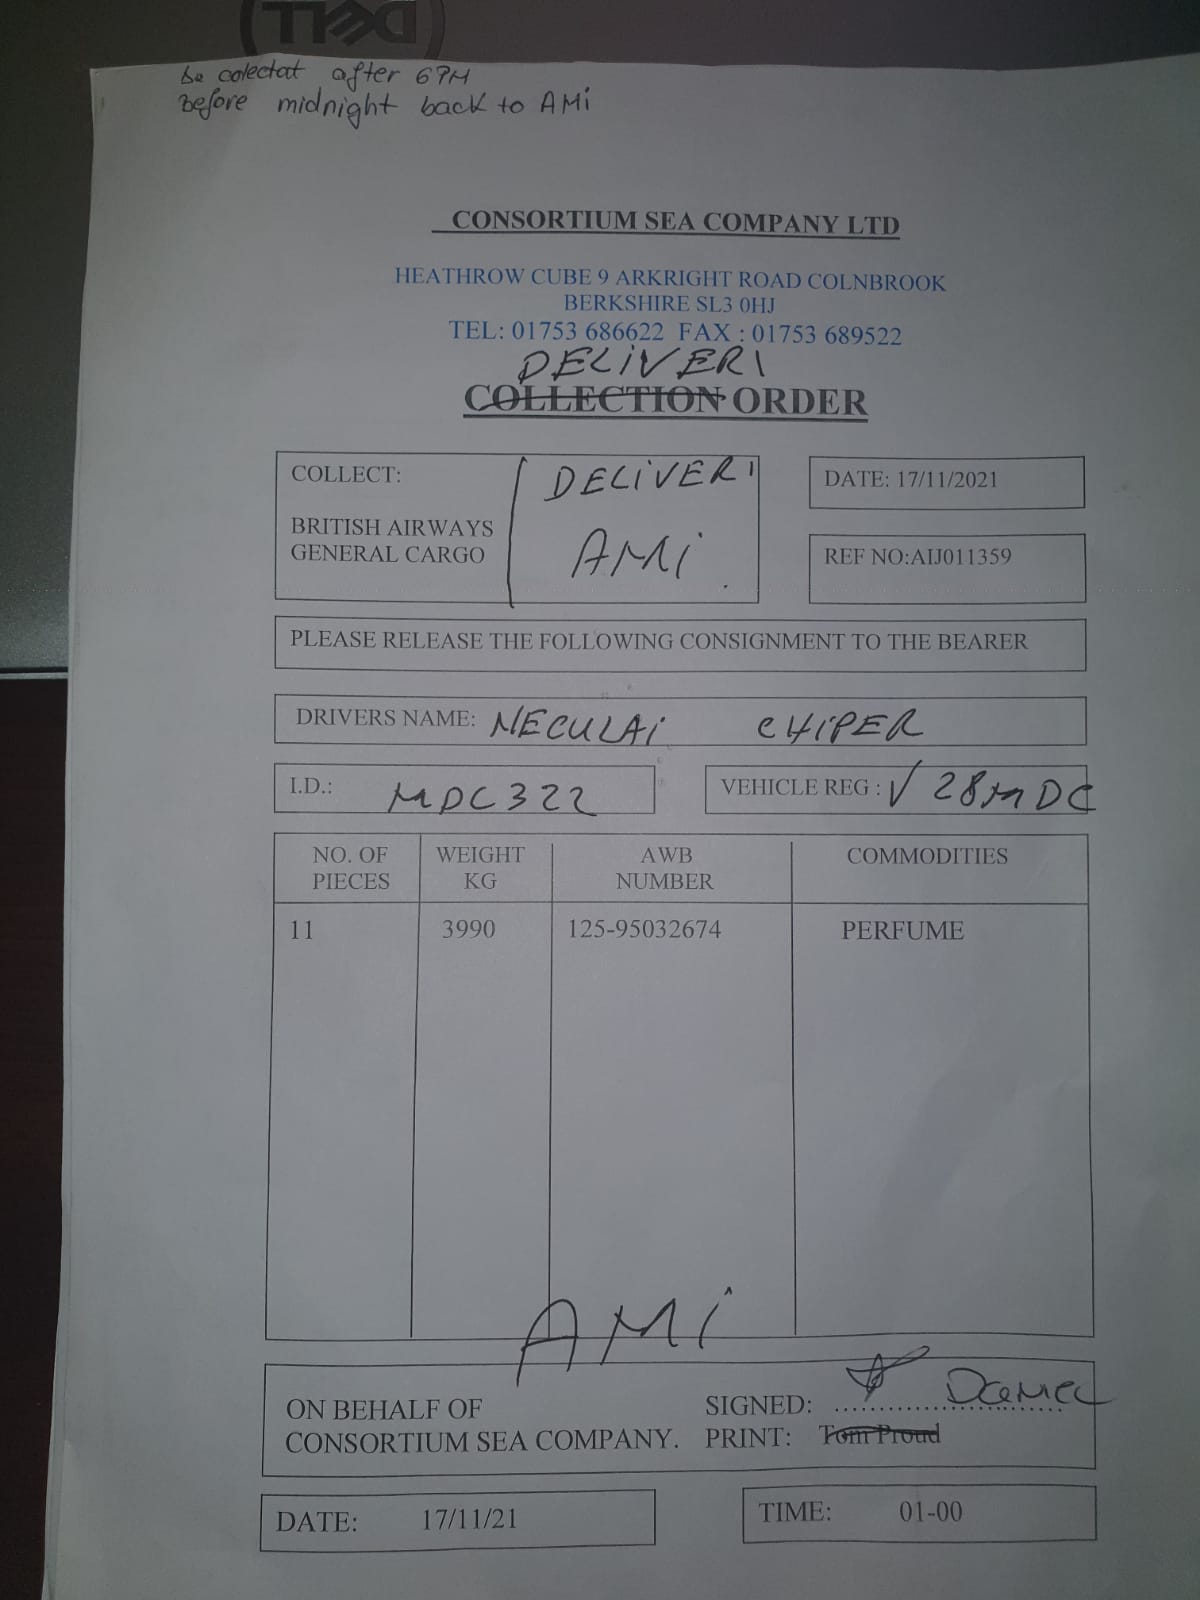 DELL
be colectat after 6PM
Before midnight back to AMi
CONSORTIUM SEA COMPANY LTD
HEATHROW CUBE 9 ARKRIGHT ROAD COLNBROOK
BERKSHIRE SL3 0HJ
TEL: 01753 686622 FAX : 01753 689522
DELiVERI
COLLECTION ORDER
COLLECT:
BRITISH AIRWAYS
GENERAL CARGO
DELiVERI
AMi
DATE: 17/11/2021
REF NO:AIJ011359
PLEASE RELEASE THE FOLLOWING CONSIGNMENT TO THE BEARER
DRIVERS NAME: NECULAi CHiPER
I.D.: MDC322
VEHICLE REG : V28MDC
NO. OF PIECES
WEIGHT KG
AWB NUMBER
COMMODITIES
11 3990 125-95032674 PERFUME
AMi
ON BEHALF OF
CONSORTIUM SEA COMPANY.
SIGNED: Daniel
PRINT: Tom Proud
DATE: 17/11/21
TIME: 01-00